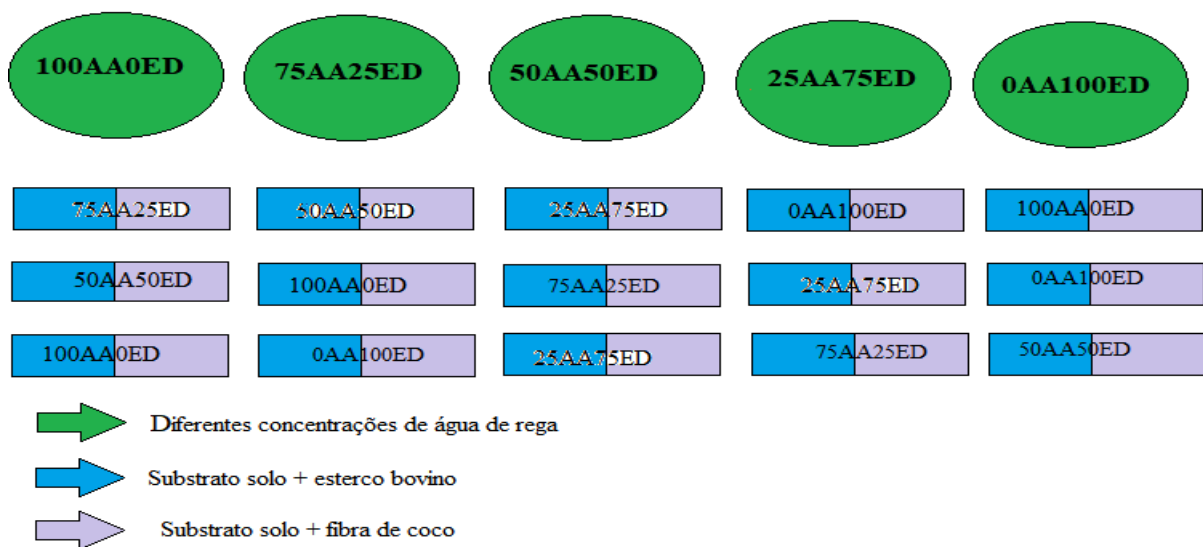 100AA0ED 75AA25ED 50AA50ED 25AA75ED 0AA100ED
75AA25ED 50AA50ED 25AA75ED 0AA100ED 100AA0ED
50AA50ED 100AA0ED 75AA25ED 25AA75ED 0AA100ED
100AA0ED 0AA100ED 25AA75ED 75AA25ED 50AA50ED
Diferentes concentrações de água de rega
Substrato solo + esterco bovino
Substrato solo + fibra de coco